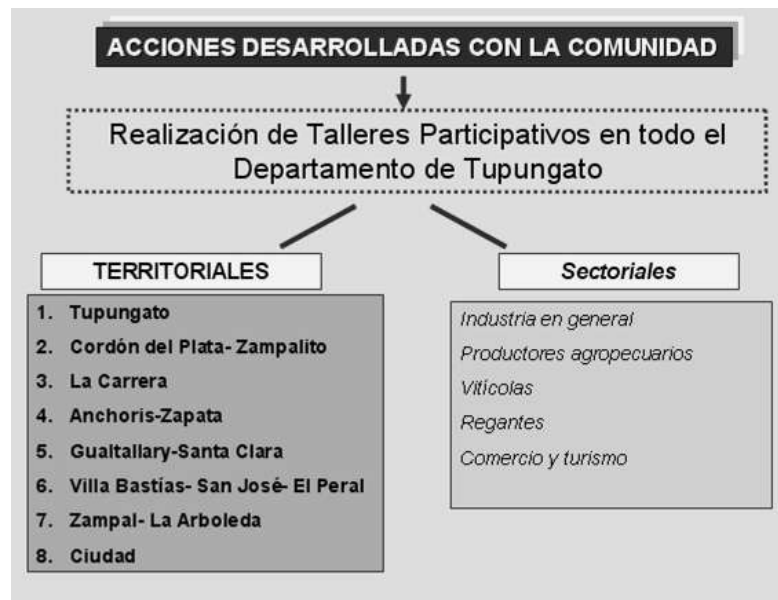 ACCIONES DESARROLLADAS CON LA COMUNIDAD
Realización de Talleres Participativos en todo el
Departamento de Tupungato
TERRITORIALES
1. Tupungato
2. Cordón del Plata- Zampalito
3. La Carrera
4. Anchoris-Zapata
5. Gualtallary-Santa Clara
6. Villa Bastías- San José- El Peral
7. Zampal- La Arboleda
8. Ciudad
Sectoriales
Industria en general
Productores agropecuarios
Vitícolas
Regantes
Comercio y turismo